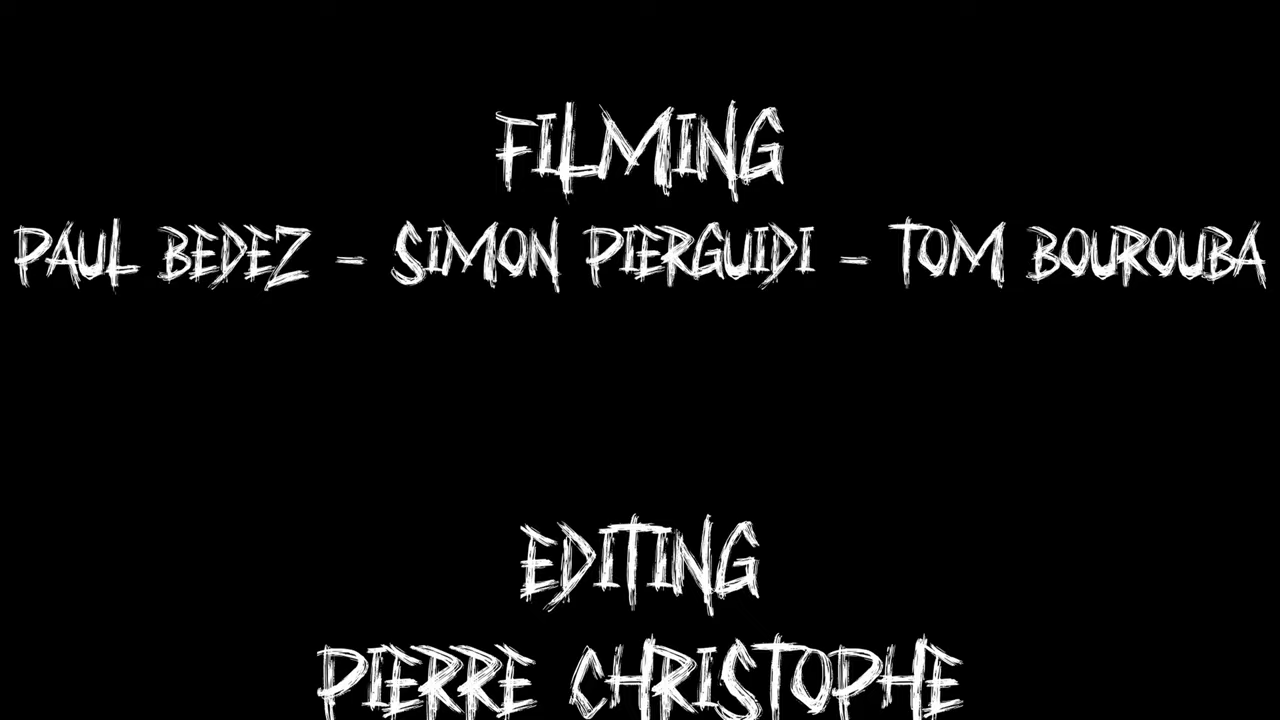 FILMING
PAUL BEDEZ - SIMON PIERGUIDI - TOM BOUROUBA
EDITING
PIERRE CHRISTOPHE